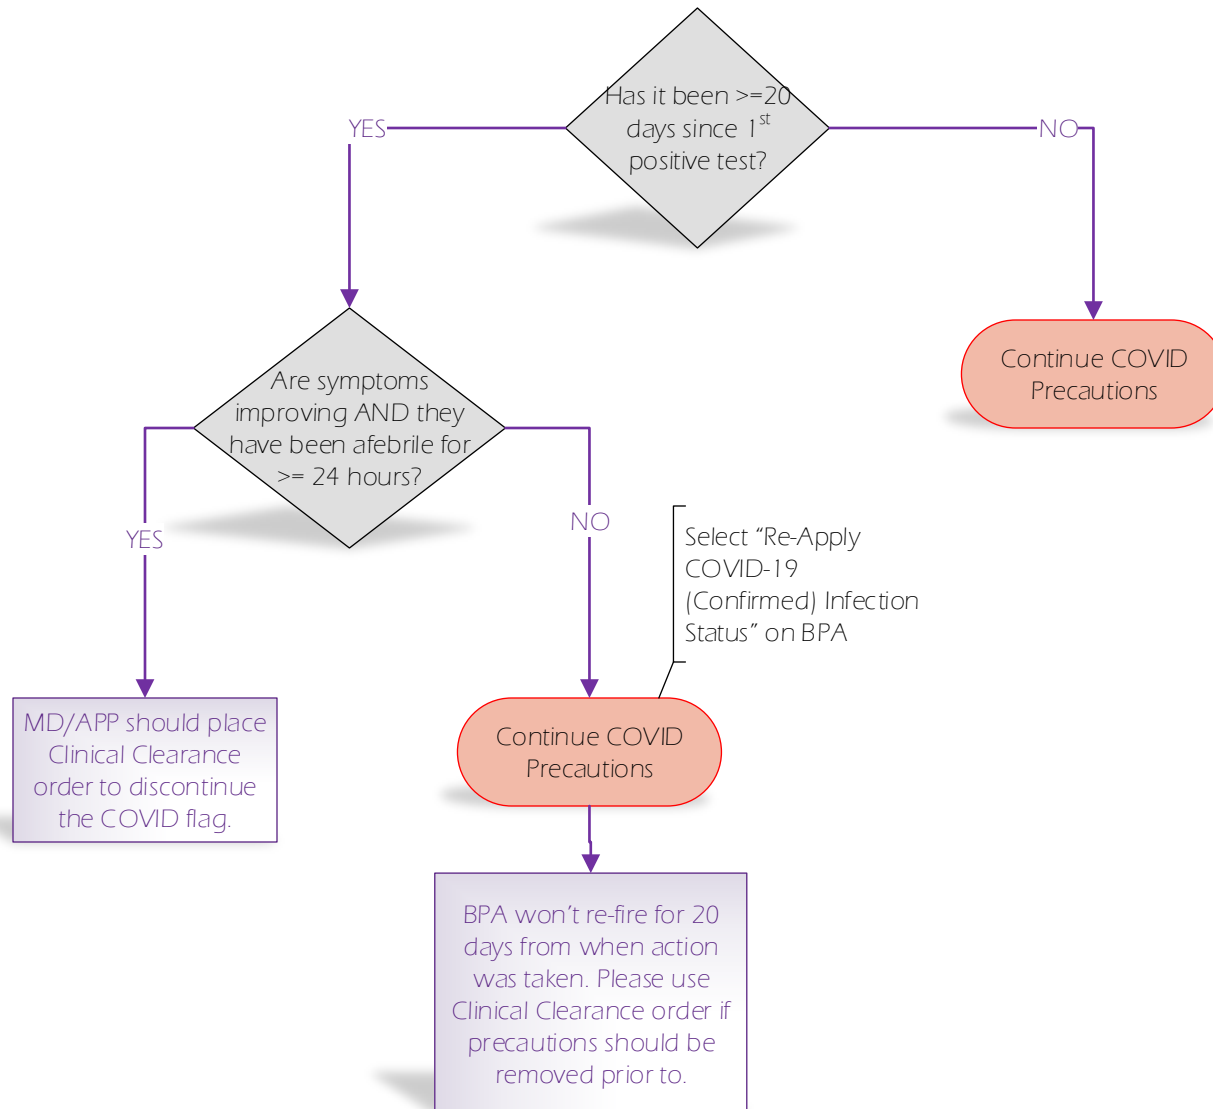 Has it been >=20
days since 1st
positive test?
YES
NO
Continue COVID
Precautions
Are symptoms
improving AND they
have been afebrile for
>= 24 hours?
YES
NO
Select “Re-Apply
COVID-19
(Confirmed) Infection
Status” on BPA
MD/APP should place
Clinical Clearance
order to discontinue
the COVID flag.
Continue COVID
Precautions
BPA won’t re-fire for 20
days from when action
was taken. Please use
Clinical Clearance order if
precautions should be
removed prior to.